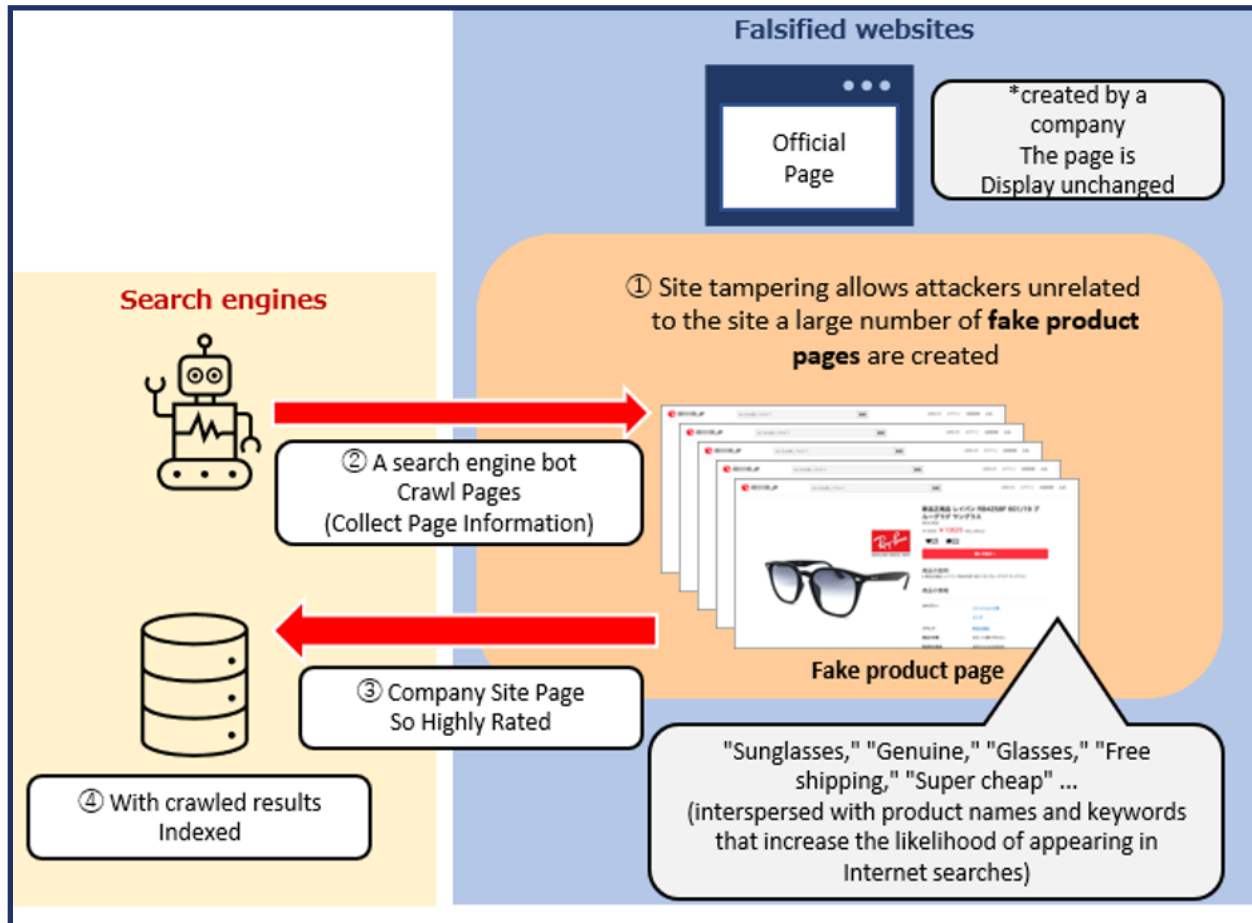 Falsified websites
Official
Page
*created by a
company
The page is
Display unchanged
① Site tampering allows attackers unrelated
to the site a large number of fake product
pages are created
Search engines
② A search engine bot
Crawl Pages
(Collect Page Information)
Ray-Ban
Fake product page
③ Company Site Page
So Highly Rated
④ With crawled results
Indexed
"Sunglasses," "Genuine," "Glasses," "Free
shipping," "Super cheap" ...
(interspersed with product names and keywords
that increase the likelihood of appearing in
Internet searches)